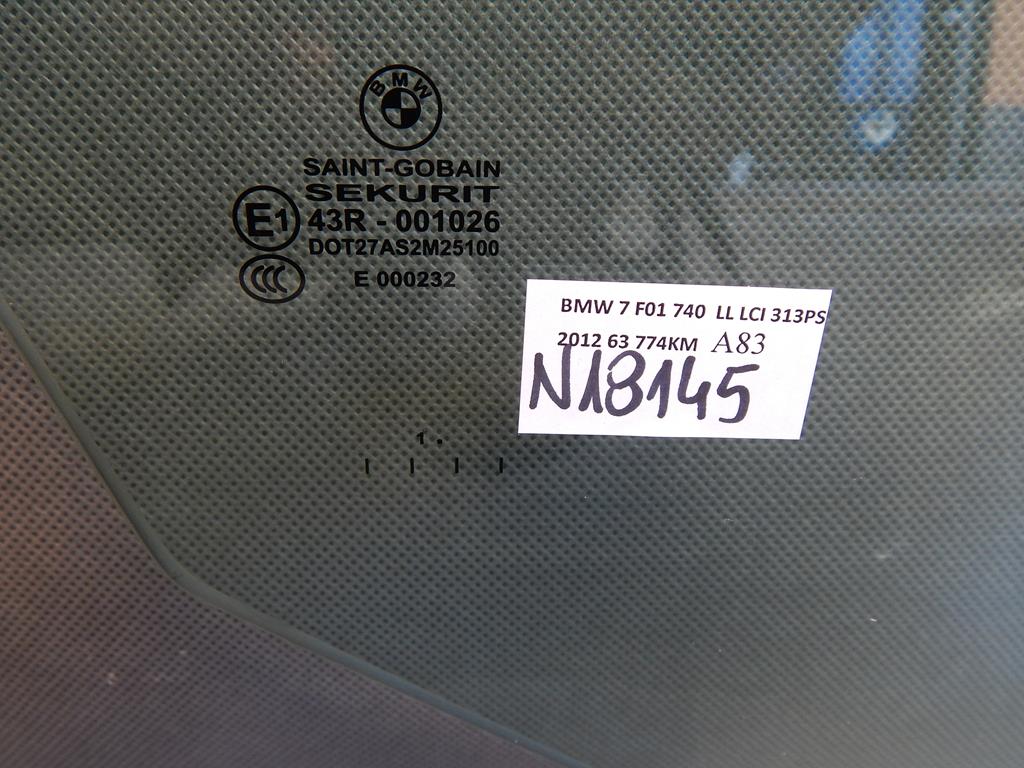 BMW
SAINT-GOBAIN
SEKURIT
E1 43R - 001026
DOT27AS2M25100
CCC E 000232
BMW 7 F01 740 LL LCI 313PS
2012 63 774KM A83
N18145
1 .